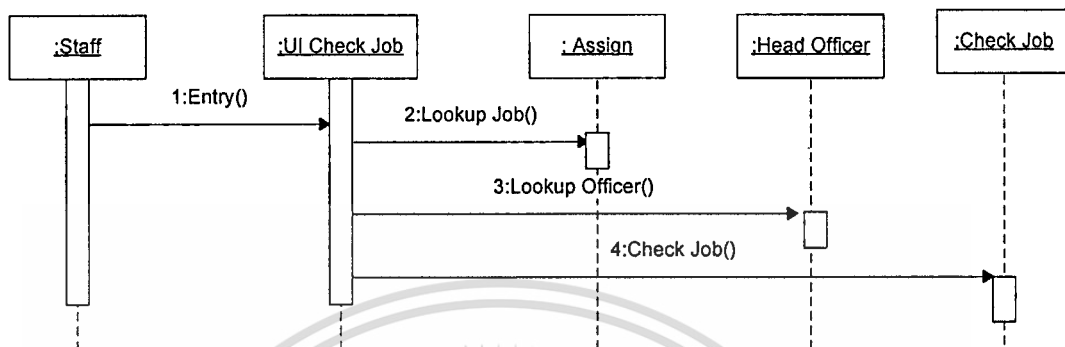 :Staff
:UI Check Job
: Assign
:Head Officer
:Check Job
1:Entry()
2:Lookup Job()
3:Lookup Officer()
4:Check Job()